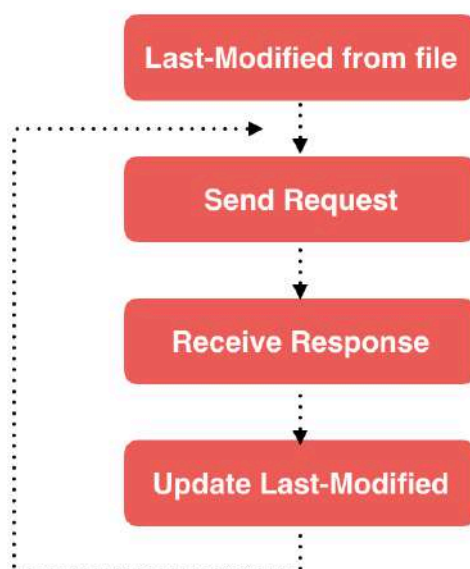 Last-Modified from file
Send Request
Receive Response
Update Last-Modified